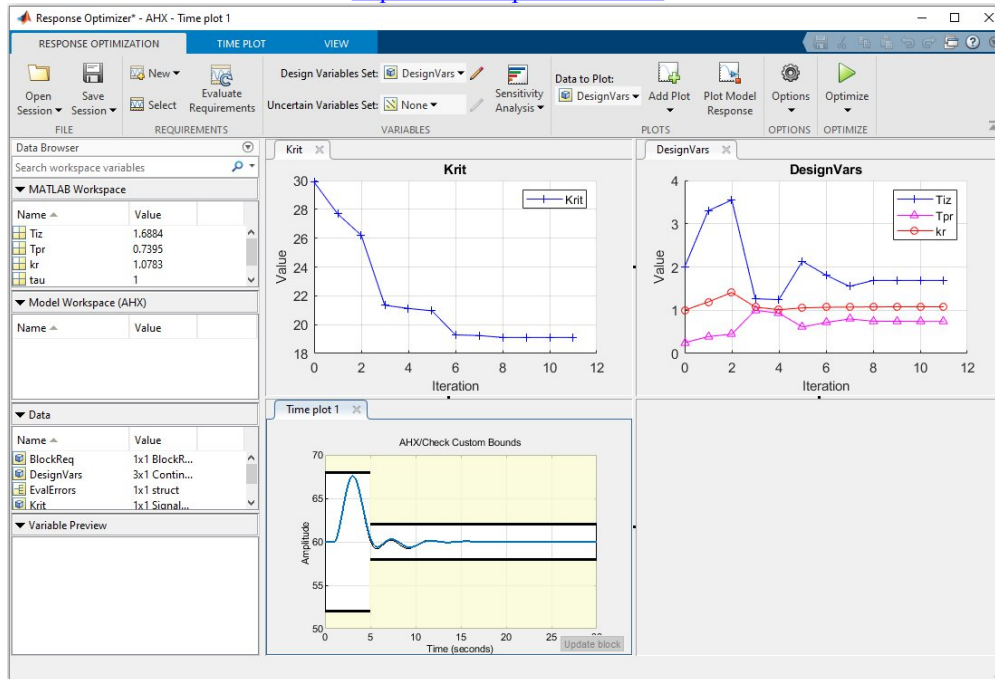 Response Optimizer* - AHX - Time plot 1
RESPONSE OPTIMIZATION TIME PLOT VIEW
Open Session
Save Session
FILE
New
Select
Evaluate Requirements
REQUIREMENTS
Design Variables Set: DesignVars
Uncertain Variables Set: None
Sensitivity Analysis
VARIABLES
Data to Plot:
DesignVars
Add Plot
Plot Model Response
PLOTS
Options
OPTIONS
Optimize
OPTIMIZE
Data Browser
Search workspace variables
MATLAB Workspace
Name Value
Tiz 1.6884
Tpr 0.7395
kr 1.0783
tau 1
Model Workspace (AHX)
Name Value
Data
Name Value
BlockReq 1x1 BlockR...
DesignVars 3x1 Contin...
EvalErrors 1x1 struct
Krit 1x1 Signal...
Variable Preview
Krit
Krit
Krit
30
28
26
24
22
20
18
Value
0 2 4 6 8 10 12
Iteration
DesignVars
DesignVars
Tiz
Tpr
kr
4
3
2
1
0
Value
0 2 4 6 8 10 12
Iteration
Time plot 1
AHX/Check Custom Bounds
70
65
60
55
50
Amplitude
0 5 10 15 20 25
Time (seconds)
Update block